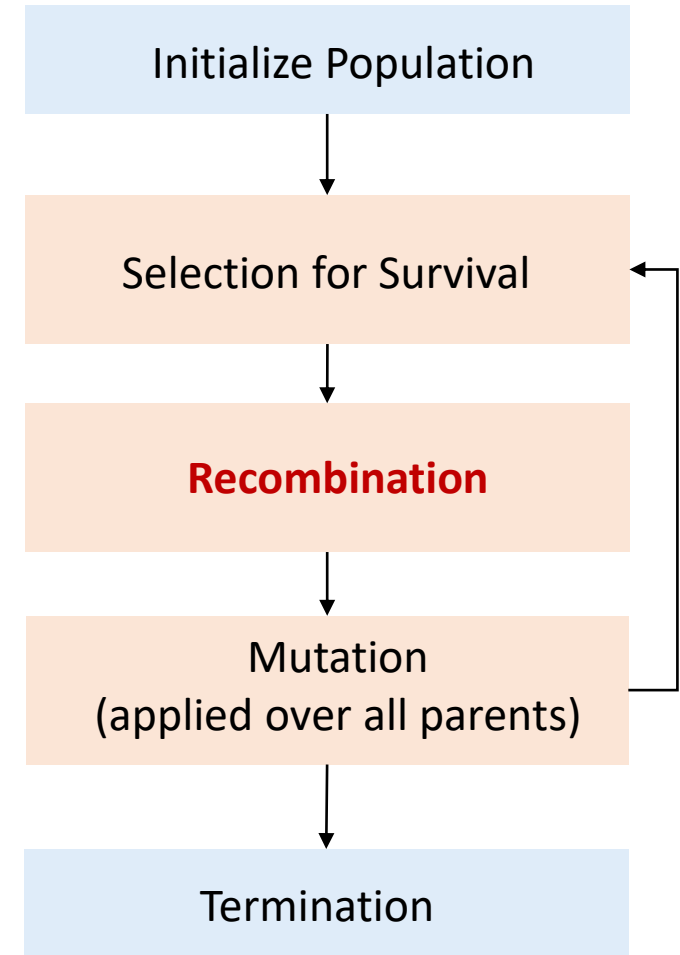 Initialize Population
Selection for Survival
Recombination
Mutation
(applied over all parents)
Termination